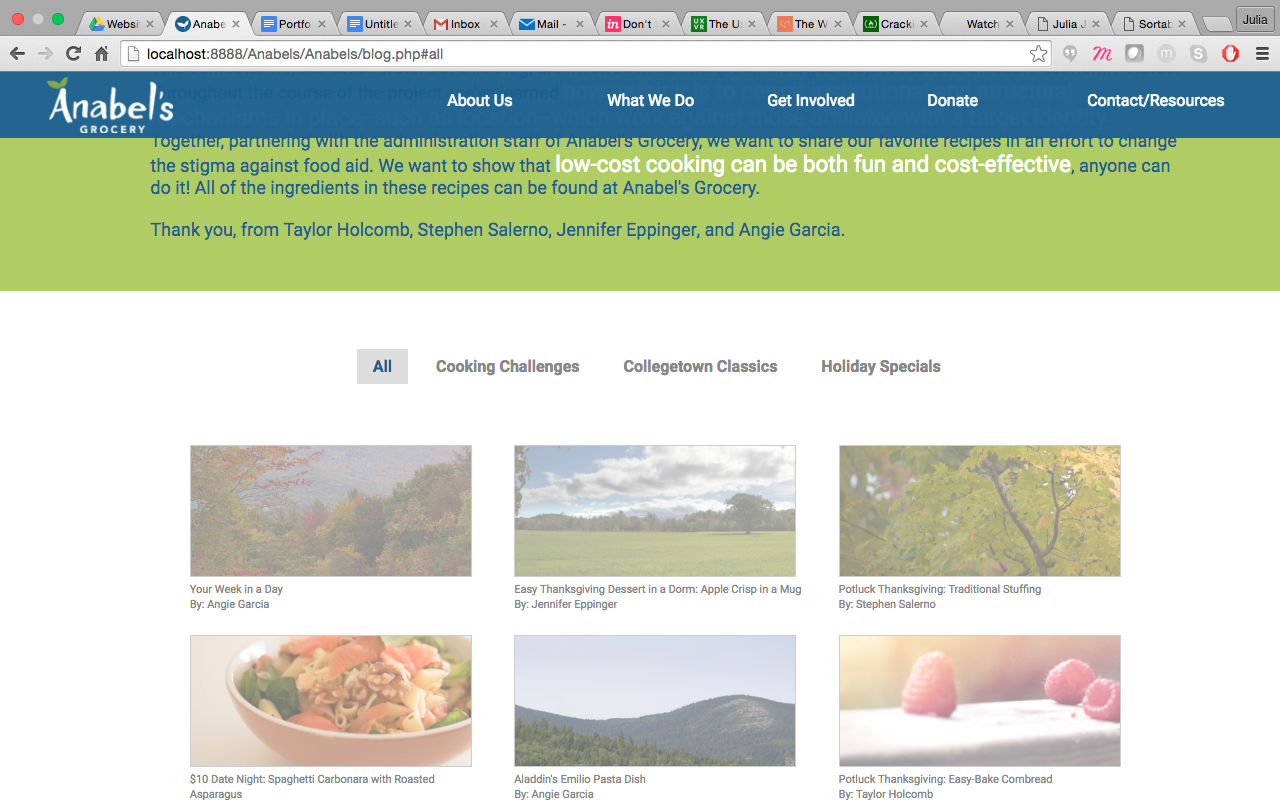 Websi
Anabe
Portfo
Untitle
Inbox
Mail -
Don't
The U
The W
Cracki
Watch
Julia J
Sortab
Julia
localhost:8888/Anabels/Anabels/blog.php#all
Anabel's
GROCERY
About Us
What We Do
Get Involved
Donate
Contact/Resources
Throughout the course of the project, we
Together, partnering with the administration staff of Anabel's Grocery, we want to share our favorite recipes in an effort to change
the stigma against food aid. We want to show that low-cost cooking can be both fun and cost-effective, anyone can
do it! All of the ingredients in these recipes can be found at Anabel's Grocery.
Thank you, from Taylor Holcomb, Stephen Salerno, Jennifer Eppinger, and Angie Garcia.
All
Cooking Challenges
Collegetown Classics
Holiday Specials
Your Week in a Day
By: Angie Garcia
Easy Thanksgiving Dessert in a Dorm: Apple Crisp in a Mug
By: Jennifer Eppinger
Potluck Thanksgiving: Traditional Stuffing
By: Stephen Salerno
$10 Date Night: Spaghetti Carbonara with Roasted
Asparagus
Aladdin's Emilio Pasta Dish
By: Angie Garcia
Potluck Thanksgiving: Easy-Bake Cornbread
By: Taylor Holcomb